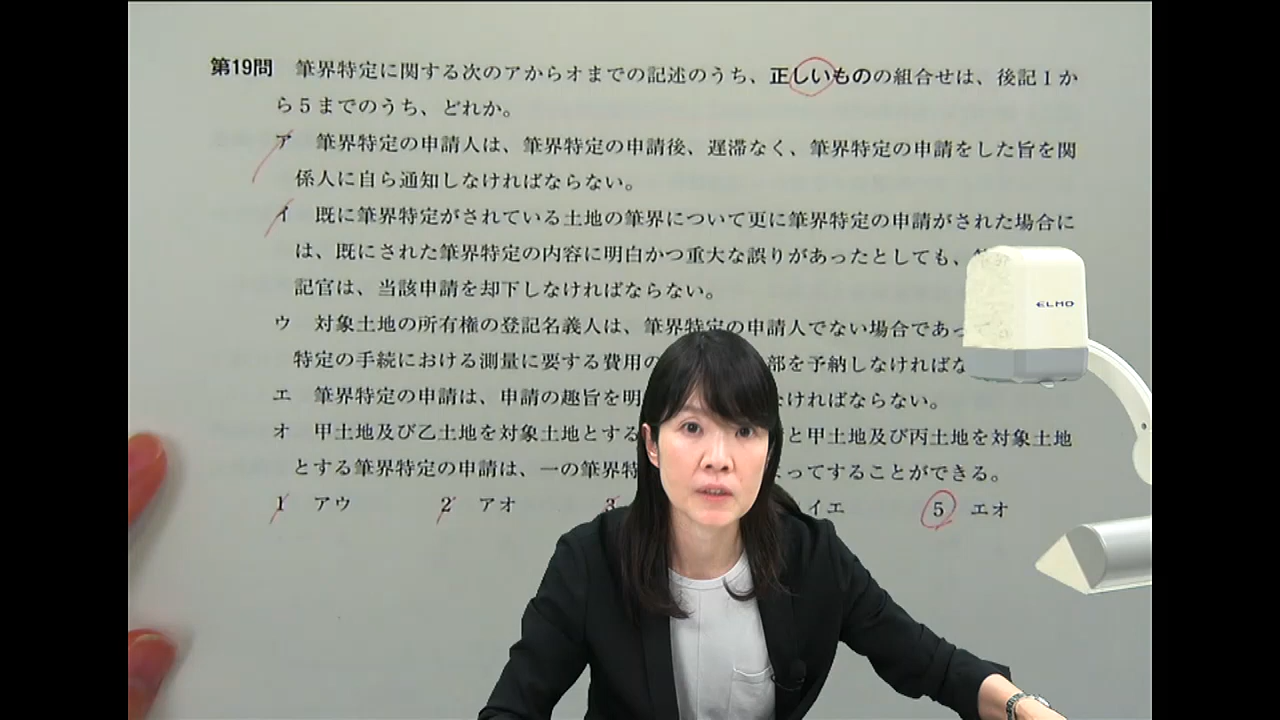 第19問 筆界特定に関する次のアからオまでの記述のうち、正しいものの組合せは、後記1か
ら5までのうち、どれか。
ア 筆界特定の申請人は、筆界特定の申請後、遅滞なく、筆界特定の申請をした旨を関
係人に自ら通知しなければならない。
イ 既に筆界特定がされている土地の筆界について更に筆界特定の申請がされた場合に
は、既にされた筆界特定の内容に明白かつ重大な誤りがあったとしても、
記官は、当該申請を却下しなければならない。
ウ 対象土地の所有権の登記名義人は、筆界特定の申請人でない場合であっ
特定の手続における測量に要する費用の 部を予納しなければな
エ 筆界特定の申請は、申請の趣旨を明 ければならない。
オ 甲土地及び乙土地を対象土地とする と甲土地及び丙土地を対象土地
とする筆界特定の申請は、一の筆界特 ってすることができる。
1 アウ 2 アオ 3 イエ 5 エオ
ELMO